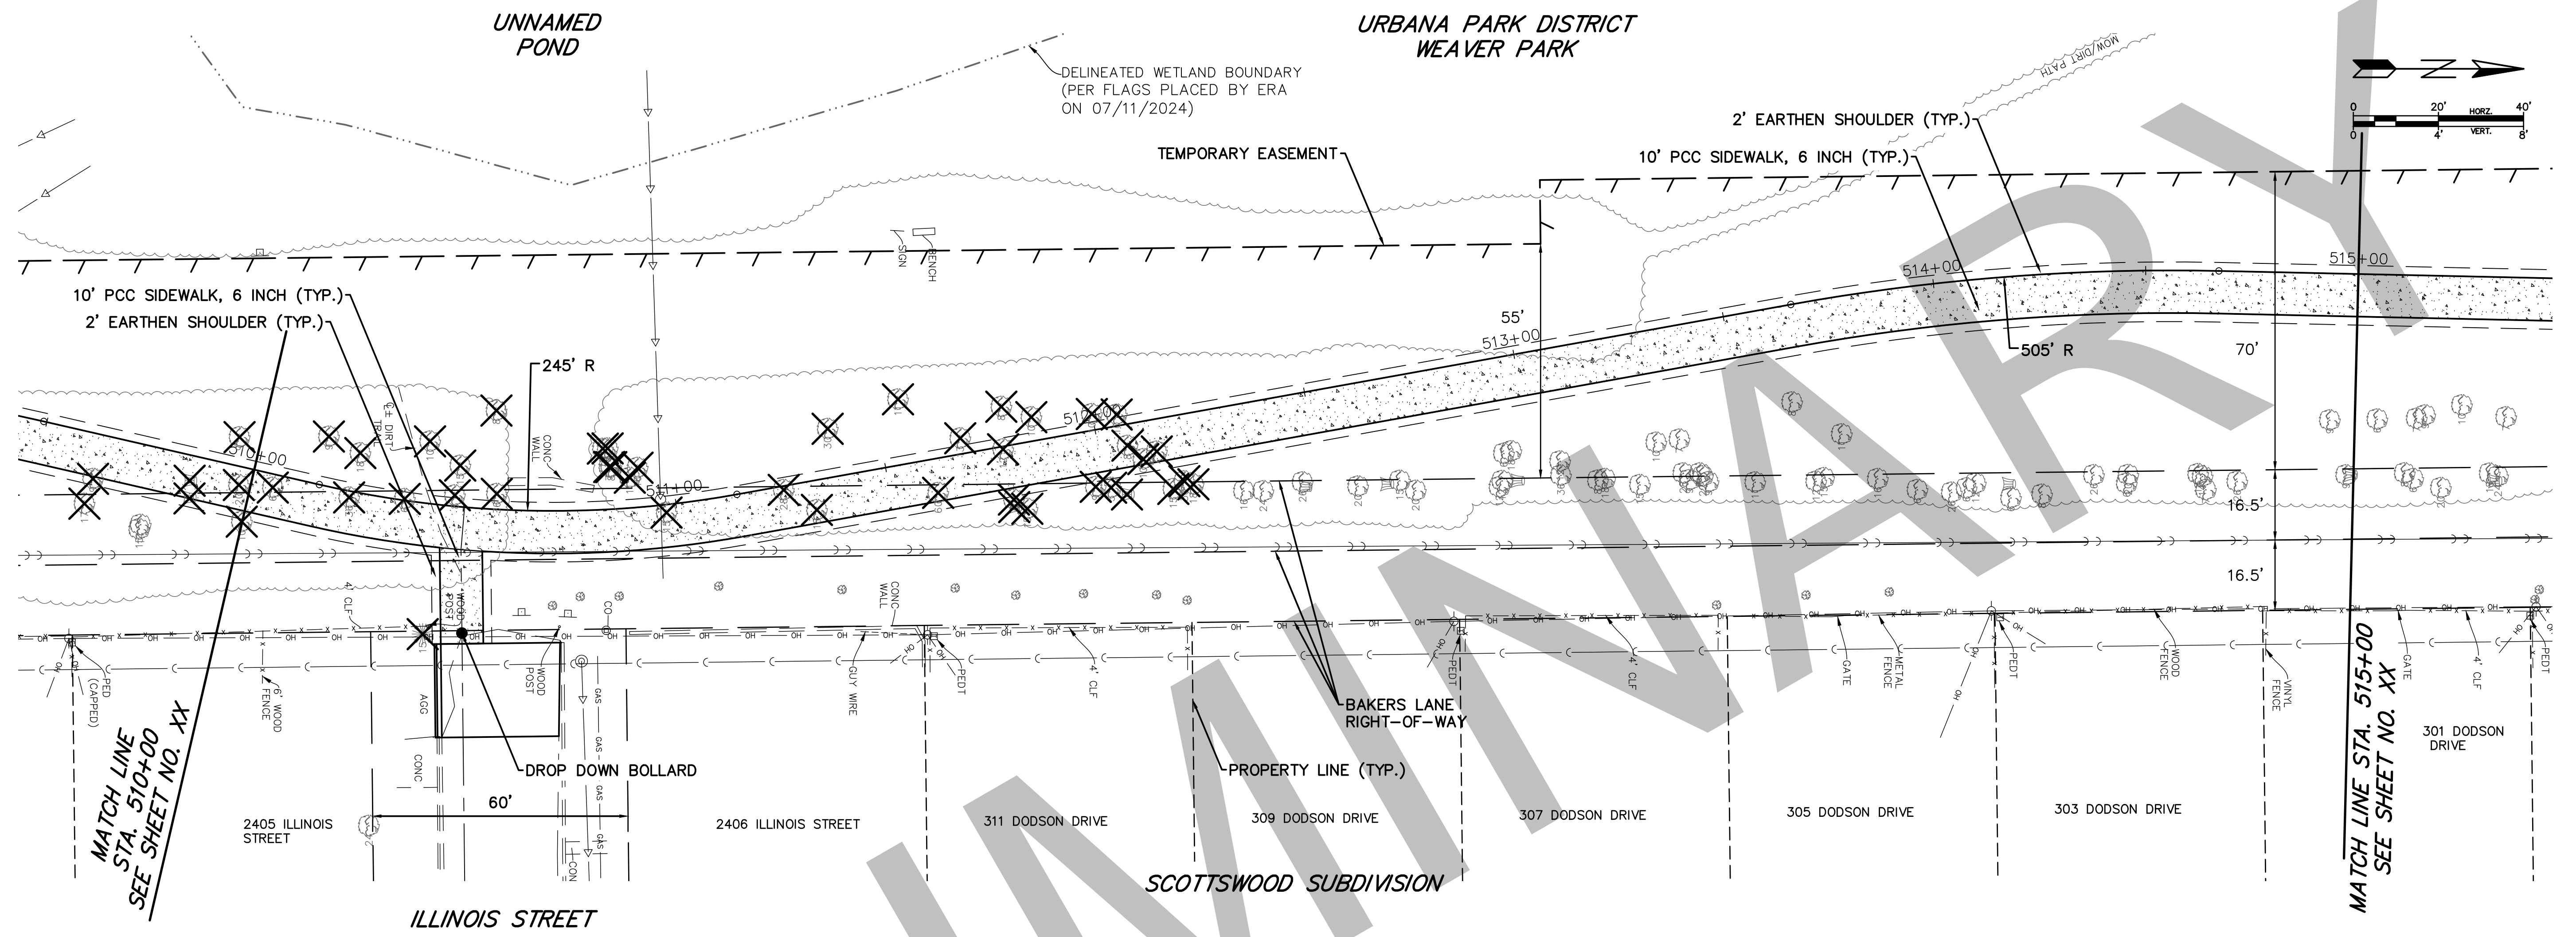 UNNAMED
POND
URBANA PARK DISTRICT
WEAVER PARK
MOW/DIRT PATH
DELINEATED WETLAND BOUNDARY
(PER FLAGS PLACED BY ERA
ON 07/11/2024)
0 20' 40'
HORZ.
VERT.
0 4' 8'
2' EARTHEN SHOULDER (TYP.)
10' PCC SIDEWALK, 6 INCH (TYP.)
TEMPORARY EASEMENT
SIGN
BENCH
10' PCC SIDEWALK, 6 INCH (TYP.)
2' EARTHEN SHOULDER (TYP.)
514+00
515+00
55'
513+00
505' R
70'
245' R
510+00
511+00
CONC
WALL
16.5'
16.5'
4' CLF
WOOD
POST
CO
CONC
WALL
PED
(CAPPED)
6' WOOD
FENCE
AGG
WOOD
POST
GAS
GUY WIRE
PEDT
4' CLF
PEDT
4' CLF
GATE
METAL
FENCE
PEDT
WOOD
FENCE
VINYL
FENCE
GATE
4' CLF
PEDT
BAKERS LANE
RIGHT-OF-WAY
MATCH LINE
STA. 510+00
SEE SHEET NO. XX
MATCH LINE STA. 515+00
SEE SHEET NO. XX
301 DODSON
DRIVE
CONC
DROP DOWN BOLLARD
PROPERTY LINE (TYP.)
60'
GAS
GAS
2405 ILLINOIS
STREET
2406 ILLINOIS STREET
311 DODSON DRIVE
309 DODSON DRIVE
307 DODSON DRIVE
305 DODSON DRIVE
303 DODSON DRIVE
SCOTTSWOOD SUBDIVISION
ILLINOIS STREET
MINARY